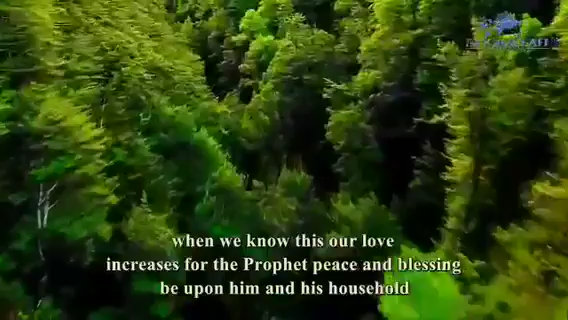 when we know this our love
increases for the Prophet peace and blessing
be upon him and his household